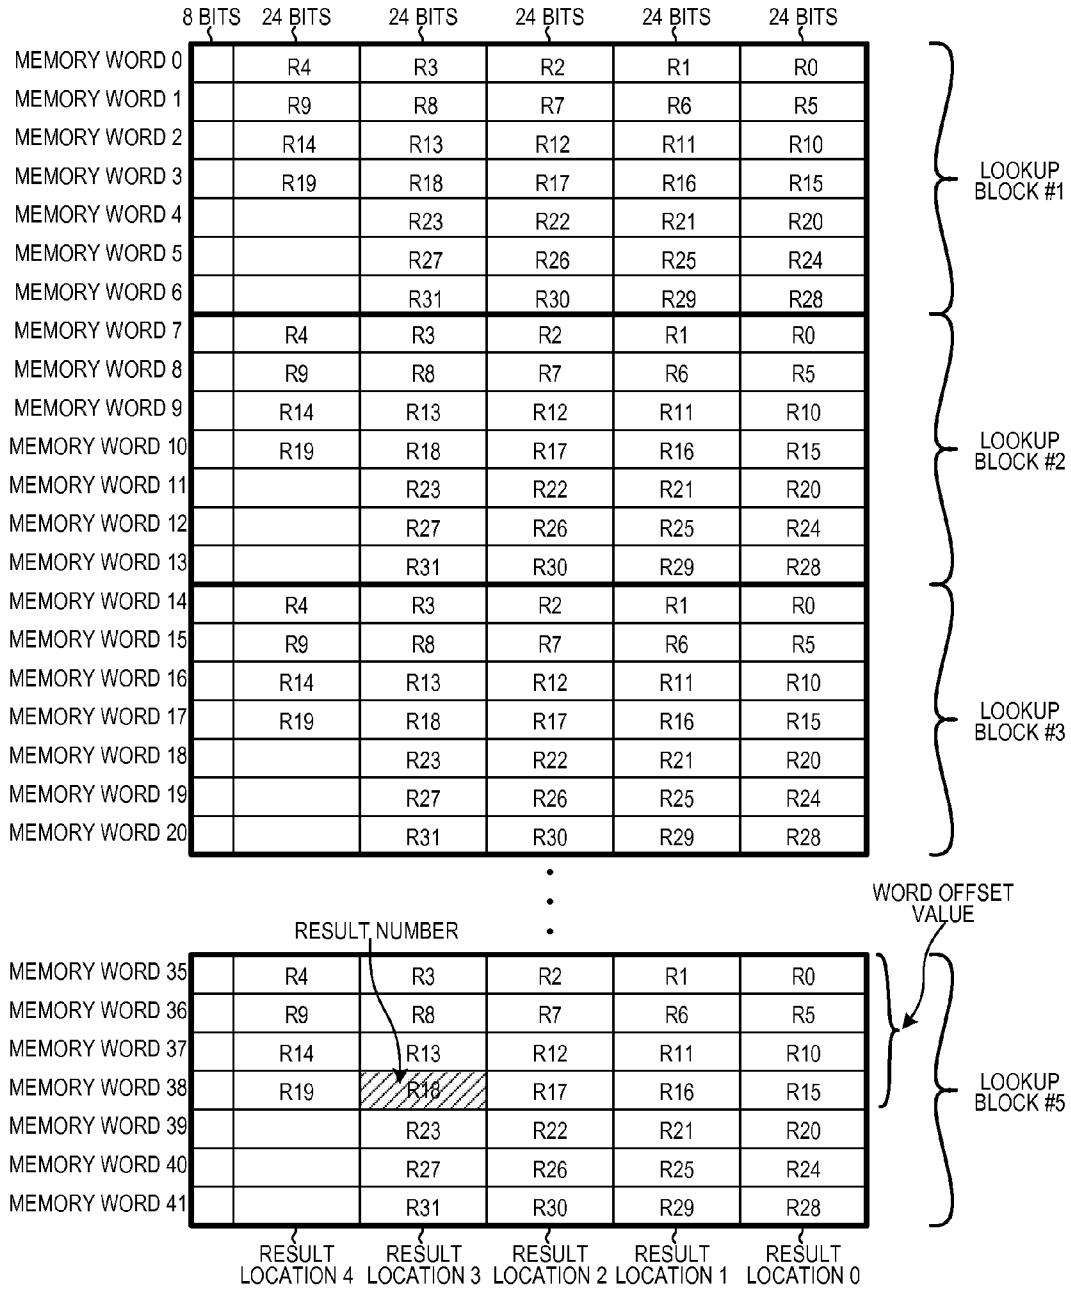 8 BITS 24 BITS 24 BITS 24 BITS 24 BITS 24 BITS
MEMORY WORD 0 R4 R3 R2 R1 R0
MEMORY WORD 1 R9 R8 R7 R6 R5
MEMORY WORD 2 R14 R13 R12 R11 R10
MEMORY WORD 3 R19 R18 R17 R16 R15
LOOKUP
BLOCK #1
MEMORY WORD 4 R23 R22 R21 R20
MEMORY WORD 5 R27 R26 R25 R24
MEMORY WORD 6 R31 R30 R29 R28
MEMORY WORD 7 R4 R3 R2 R1 R0
MEMORY WORD 8 R9 R8 R7 R6 R5
MEMORY WORD 9 R14 R13 R12 R11 R10
MEMORY WORD 10 R19 R18 R17 R16 R15
LOOKUP
BLOCK #2
MEMORY WORD 11 R23 R22 R21 R20
MEMORY WORD 12 R27 R26 R25 R24
MEMORY WORD 13 R31 R30 R29 R28
MEMORY WORD 14 R4 R3 R2 R1 R0
MEMORY WORD 15 R9 R8 R7 R6 R5
MEMORY WORD 16 R14 R13 R12 R11 R10
MEMORY WORD 17 R19 R18 R17 R16 R15
LOOKUP
BLOCK #3
MEMORY WORD 18 R23 R22 R21 R20
MEMORY WORD 19 R27 R26 R25 R24
MEMORY WORD 20 R31 R30 R29 R28
WORD OFFSET
VALUE
RESULT NUMBER
MEMORY WORD 35 R4 R3 R2 R1 R0
MEMORY WORD 36 R9 R8 R7 R6 R5
MEMORY WORD 37 R14 R13 R12 R11 R10
MEMORY WORD 38 R19 R18 R17 R16 R15
LOOKUP
BLOCK #5
MEMORY WORD 39 R23 R22 R21 R20
MEMORY WORD 40 R27 R26 R25 R24
MEMORY WORD 41 R31 R30 R29 R28
RESULT RESULT RESULT RESULT RESULT
LOCATION 4 LOCATION 3 LOCATION 2 LOCATION 1 LOCATION 0